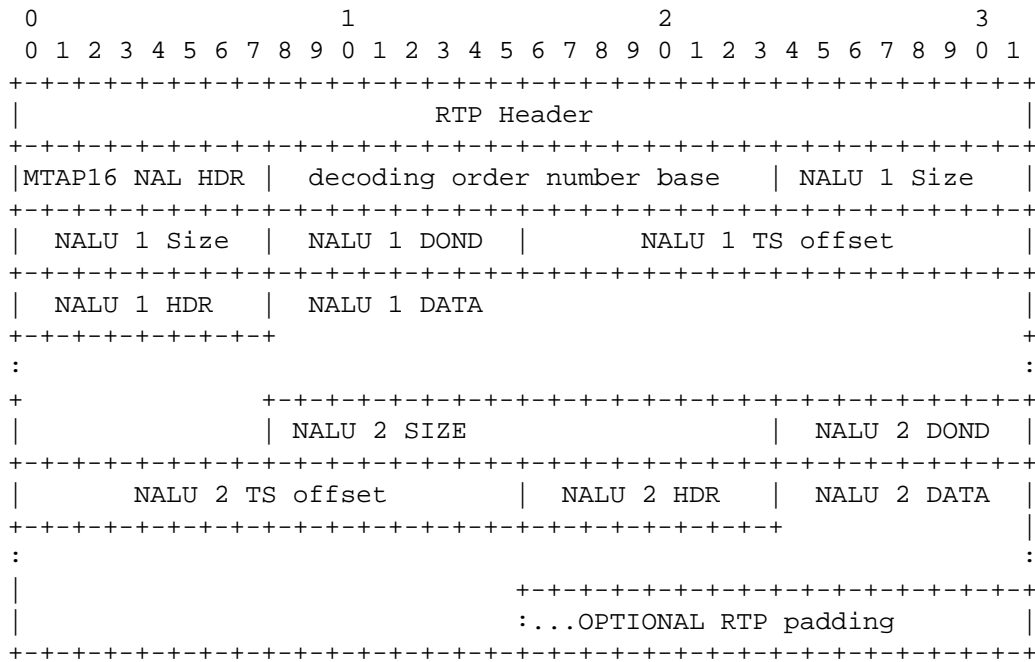 0                   1                   2                   3
 0 1 2 3 4 5 6 7 8 9 0 1 2 3 4 5 6 7 8 9 0 1 2 3 4 5 6 7 8 9 0 1
+-+-+-+-+-+-+-+-+-+-+-+-+-+-+-+-+-+-+-+-+-+-+-+-+-+-+-+-+-+-+-+-+
|                          RTP Header                           |
+-+-+-+-+-+-+-+-+-+-+-+-+-+-+-+-+-+-+-+-+-+-+-+-+-+-+-+-+-+-+-+-+
|MTAP16 NAL HDR |  decoding order number base   | NALU 1 Size   |
+-+-+-+-+-+-+-+-+-+-+-+-+-+-+-+-+-+-+-+-+-+-+-+-+-+-+-+-+-+-+-+-+
|  NALU 1 Size  |  NALU 1 DOND  |       NALU 1 TS offset        |
+-+-+-+-+-+-+-+-+-+-+-+-+-+-+-+-+-+-+-+-+-+-+-+-+-+-+-+-+-+-+-+-+
|  NALU 1 HDR   |  NALU 1 DATA                                  |
+-+-+-+-+-+-+-+-+                                               +
:                                                               :
+               +-+-+-+-+-+-+-+-+-+-+-+-+-+-+-+-+-+-+-+-+-+-+-+-+
|               | NALU 2 SIZE                   |  NALU 2 DOND  |
+-+-+-+-+-+-+-+-+-+-+-+-+-+-+-+-+-+-+-+-+-+-+-+-+-+-+-+-+-+-+-+-+
|       NALU 2 TS offset        |  NALU 2 HDR   |  NALU 2 DATA  |
+-+-+-+-+-+-+-+-+-+-+-+-+-+-+-+-+-+-+-+-+-+-+-+-+               |
:                                                               :
|                               +-+-+-+-+-+-+-+-+-+-+-+-+-+-+-+-+
|                               :...OPTIONAL RTP padding        |
+-+-+-+-+-+-+-+-+-+-+-+-+-+-+-+-+-+-+-+-+-+-+-+-+-+-+-+-+-+-+-+-+